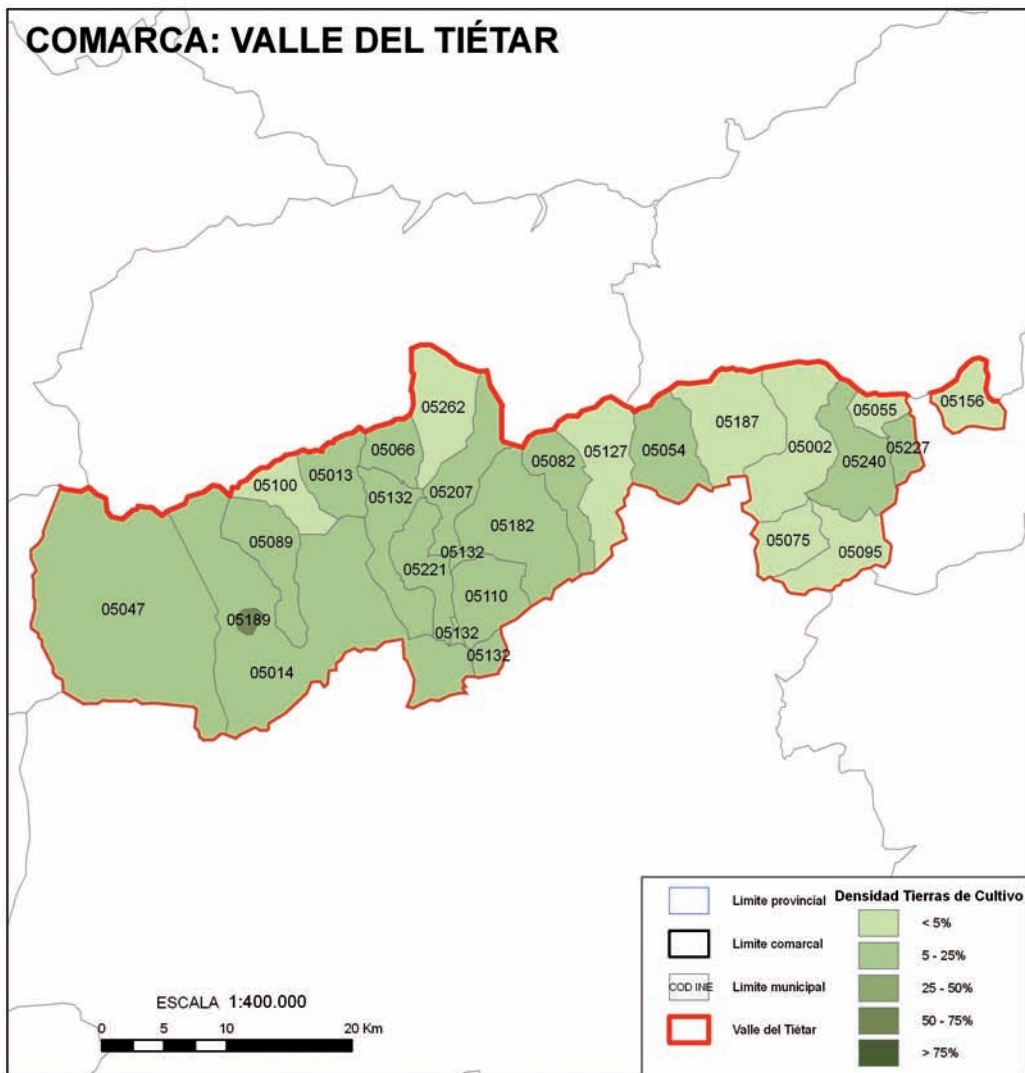 COMARCA: VALLE DEL TIÉTAR
05262
05156
05055
05187
05127
05066
05002
05227
05082
05054
05240
05013
05100
05132
05207
05182
05089
05075
05132
05095
05221
05110
05047
05189
05132
05132
05014
Densidad Tierras de Cultivo
Limite provincial
< 5%
Limite comarcal
5 - 25%
COD INE
Limite municipal
25 - 50%
50 - 75%
Valle del Tiétar
> 75%
ESCALA 1:400.000
0 5 10 20 Km